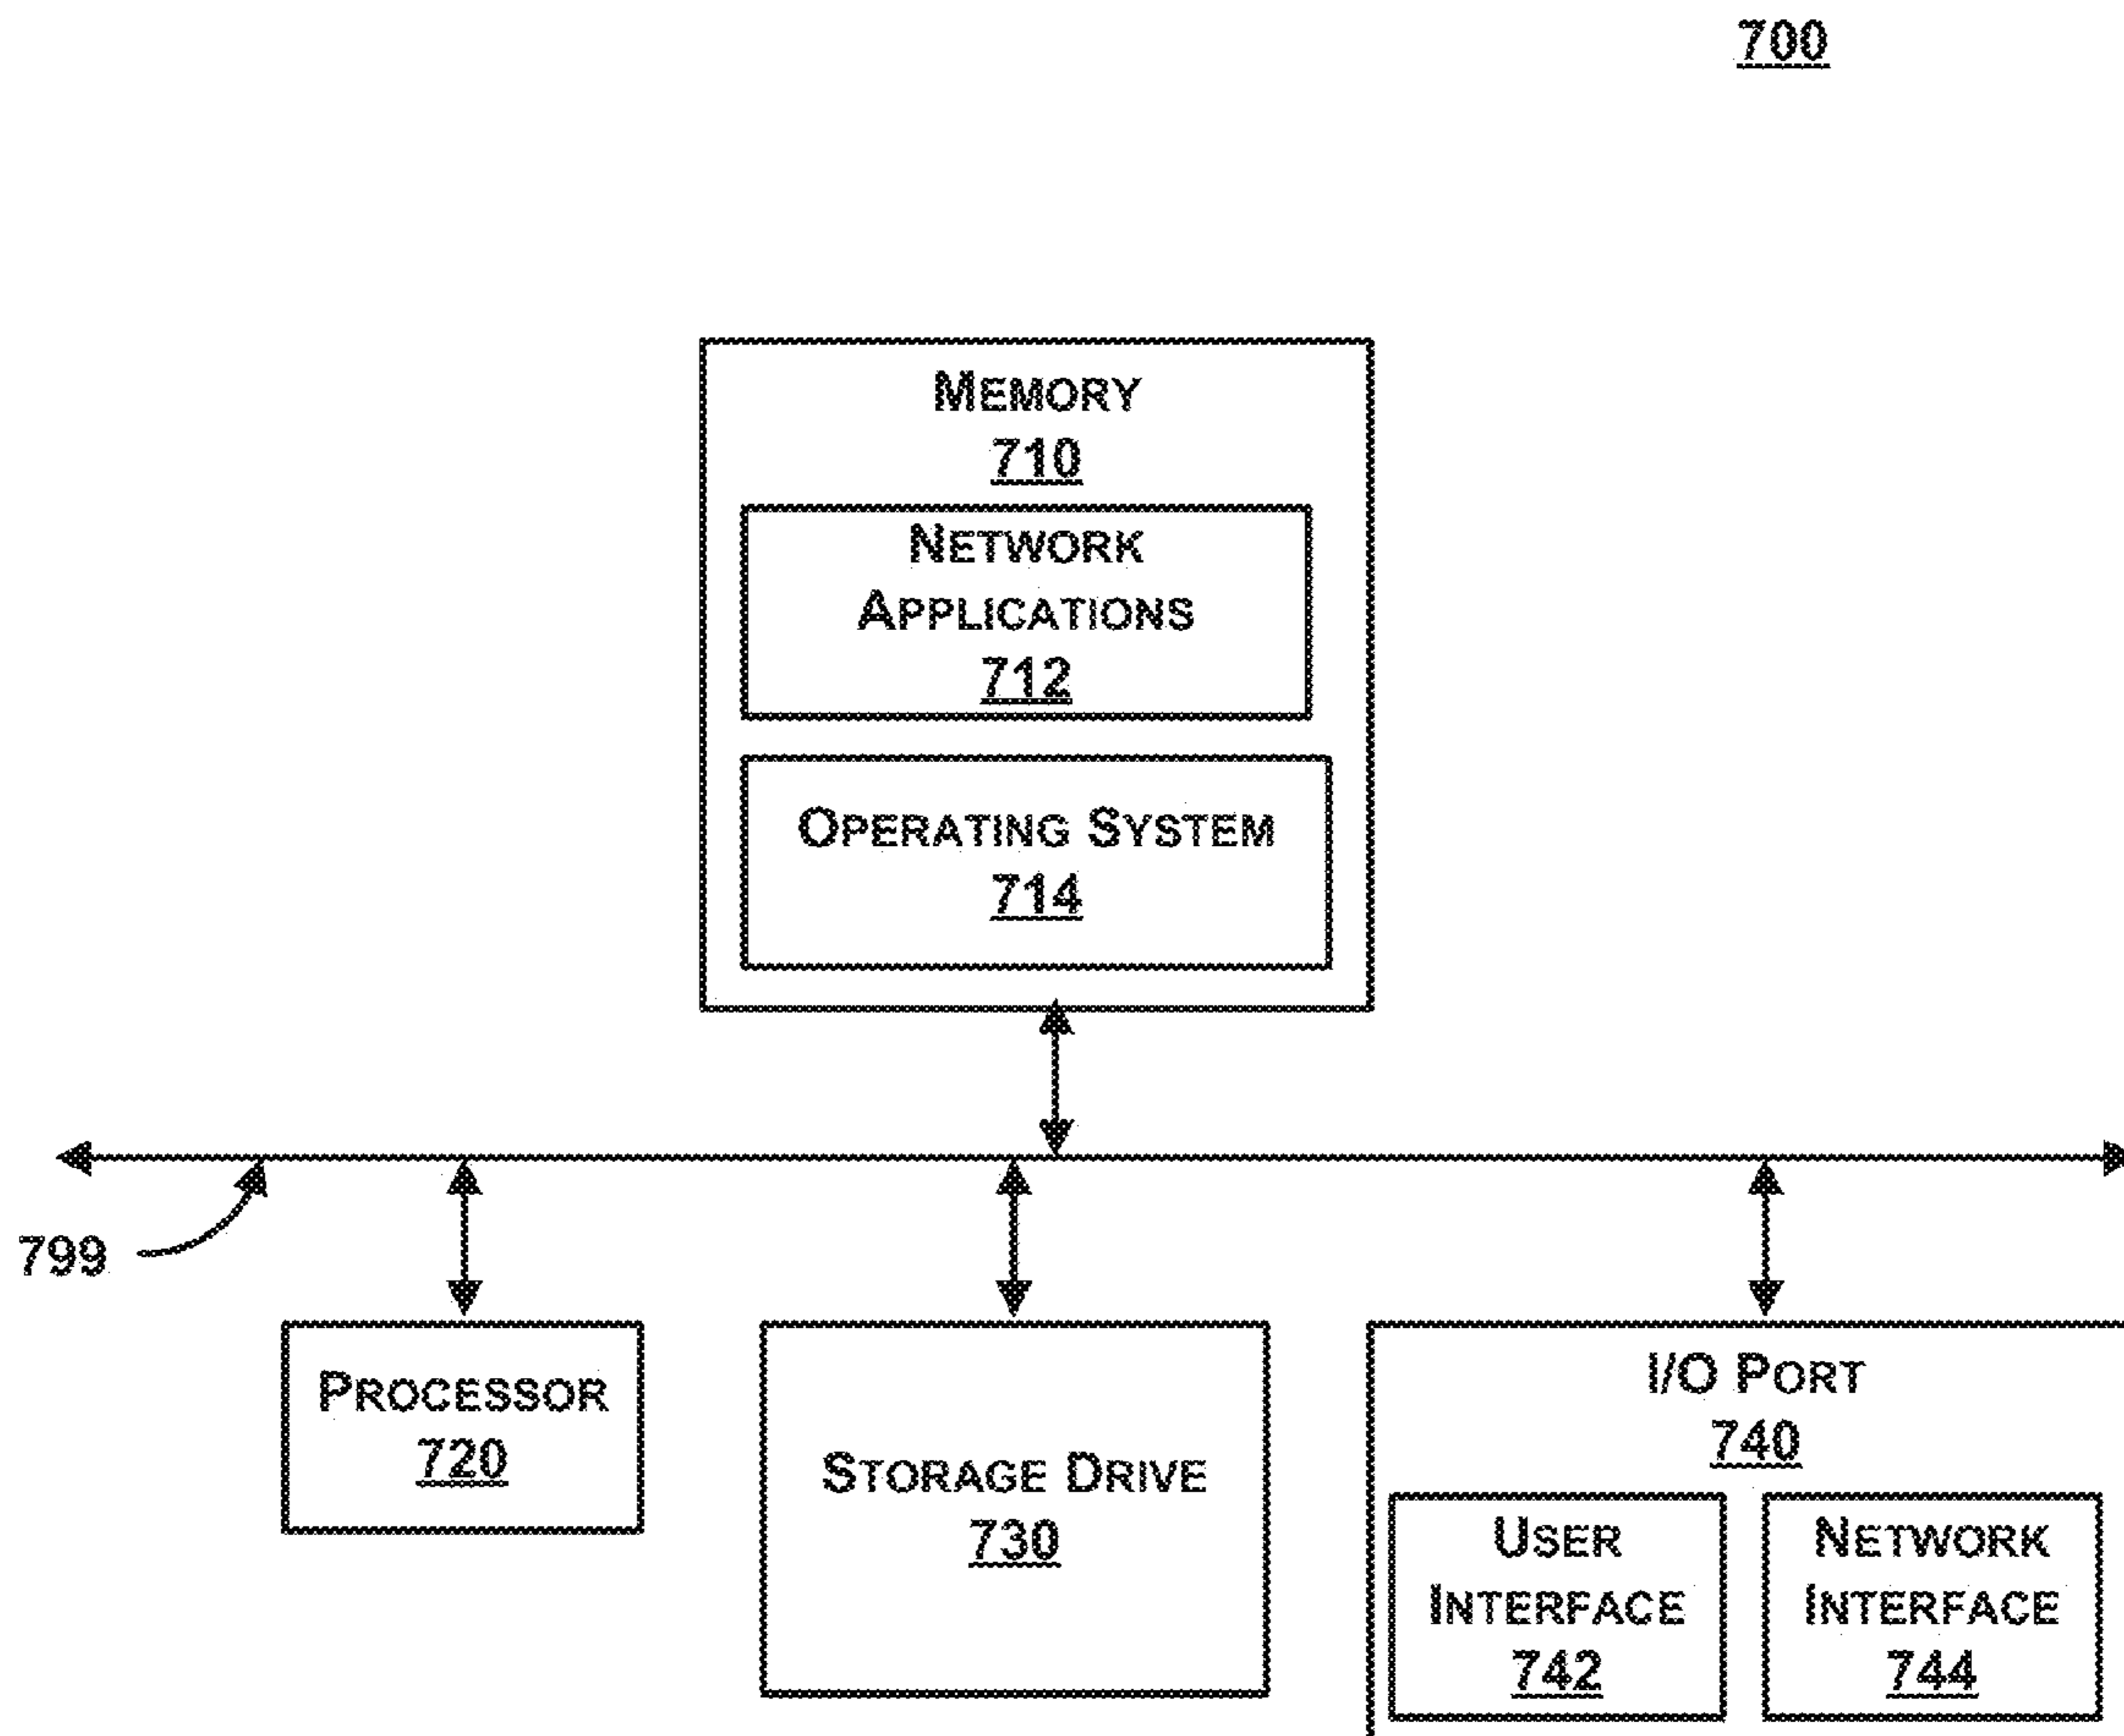 700
MEMORY
710
NETWORK
APPLICATIONS
712
OPERATING SYSTEM
714
799
PROCESSOR
720
STORAGE DRIVE
730
I/O PORT
740
USER
INTERFACE
742
NETWORK
INTERFACE
744